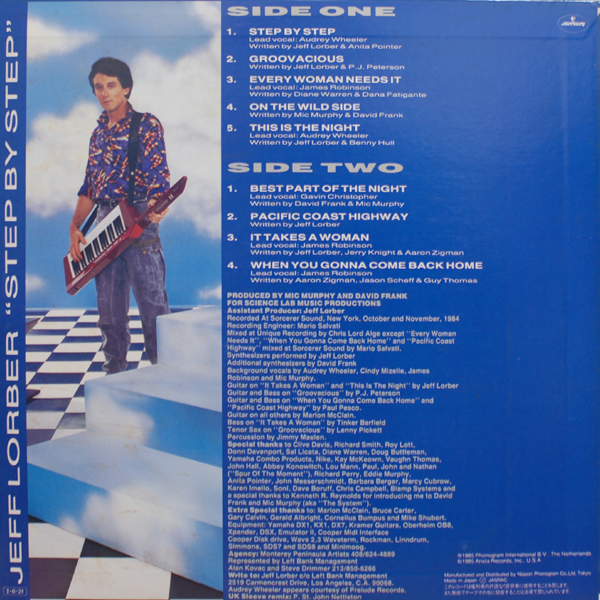 JEFF LORBER "STEP BY STEP"
SIDE ONE
1. STEP BY STEP
Lead vocal: Audrey Wheeler
Written by Jeff Lorber & Anita Pointer
2. GROOVACIOUS
Written by Jeff Lorber & P.J. Peterson
3. EVERY WOMAN NEEDS IT
Lead vocal: James Robinson
Written by Diane Warren & Dana Fatigante
4. ON THE WILD SIDE
Written by Mic Murphy & David Frank
5. THIS IS THE NIGHT
Lead vocal: Audrey Wheeler
Written by Jeff Lorber & Benny Hull
SIDE TWO
1. BEST PART OF THE NIGHT
Lead vocal: Gavin Christopher
Written by David Frank & Mic Murphy
2. PACIFIC COAST HIGHWAY
Written by Jeff Lorber
3. IT TAKES A WOMAN
Lead vocal: James Robinson
Written by Jeff Lorber, Jerry Knight & Aaron Zigman
4. WHEN YOU GONNA COME BACK HOME
Lead vocal: James Robinson
Written by Aaron Zigman, Jason Scheff & Guy Thomas
PRODUCED BY MIC MURPHY AND DAVID FRANK
FOR SCIENCE LAB MUSIC PRODUCTIONS
Assistant Producer: Jeff Lorber
Recorded At Sorcerer Sound, New York, October and November, 1984
Recording Engineer: Mario Salvati
Mixed at Unique Recording by Chris Lord Alge except "Every Woman
Needs It", "When You Gonna Come Back Home" and "Pacific Coast
Highway" mixed at Sorcerer Sound by Mario Salvati.
Synthesizers performed by Jeff Lorber
Additional synthesizers by David Frank
Background vocals by Audrey Wheeler, Cindy Mizelle, James
Robinson and Mic Murphy.
Guitar on "It Takes A Woman" and "This Is The Night" by Jeff Lorber
Guitar and Bass on "Groovacious" by P.J. Peterson
Guitar and Bass on "When You Gonna Come Back Home" and
"Pacific Coast Highway" by Paul Pesco.
Guitar on all others by Marlon McClain.
Bass on "It Takes A Woman" by Tinker Barfield
Tenor Sax on "Groovacious" by Lenny Pickett
Percussion by Jimmy Maelen.
Special thanks to Clive Davis, Richard Smith, Roy Lott,
Donn Davenport, Sal Licata, Diane Warren, Doug Buttleman,
Yamaha Combo Products, Nike, Kay McKeown, Vaughn Thomas,
John Hall, Abbey Konowitch, Lou Mann, Paul, John and Nathan
("Spur Of The Moment"), Richard Perry, Eddie Murphy,
Anita Pointer, John Messerschmidt, Barbara Berger, Marcy Cubrow,
Karen Imalio, Soni, Dave Boruff, Chris Campbell, Biamp Systems and
a special thanks to Kenneth R. Reynolds for introducing me to David
Frank and Mic Murphy (aka "The System").
Extra Special thanks to: Marlon McClain, Bruce Carter,
Gary Calvin, Gerald Albright, Cornelius Bumpus and Mike Shubert.
Equipment: Yamaha DX1, KX1, DX7, Kramer Guitars, Oberheim OB8,
Xpander, DSX, Emulator II, Cooper Midi Interface
Cooper Disk drive, Wave 2,3 Waveterm, Rockman, Linndrum,
Simmons, SDS7 and SDS8 and Minimoog.
Agency: Monterey Peninsula Artists 408/624-4889
Represented by Left Bank Management
Alan Kovac and Steve Drimmer 213/850-6266
Write to: Jeff Lorber c/o Left Bank Management
2519 Carmencrest Drive, Los Angeles, C.A. 90068.
Audrey Wheeler appears courtesy of Prelude Records.
UK Sleeve remix: P. St. John Nettleton
℗1985 Phonogram International B.V. The Netherlands
©1985 Arista Records, Inc., U.S.A.
Manufactured and Distributed by Nippon Phonogram Co., Ltd. Tokyo
Made in Japan Ⓙ JASRAC